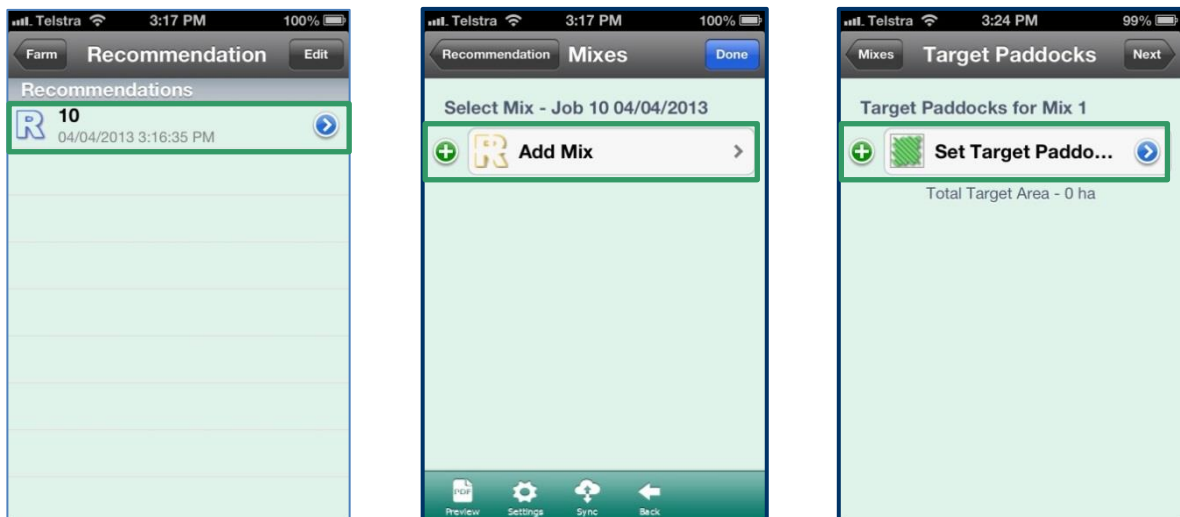 Telstra 3:17 PM 100%
Farm Recommendation Edit
Recommendations
R 10
04/04/2013 3:16:35 PM
Telstra 3:17 PM 100%
Recommendation Mixes Done
Select Mix - Job 10 04/04/2013
R Add Mix
PDF
Preview Settings Sync Back
Telstra 3:24 PM 99%
Mixes Target Paddocks Next
Target Paddocks for Mix 1
Set Target Paddo...
Total Target Area - 0 ha